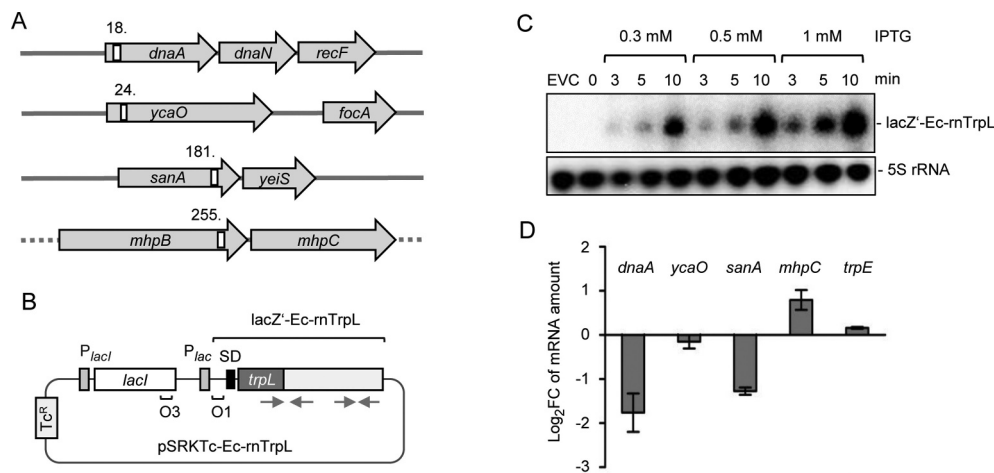 A
18.
dnaA dnaN recF
24.
ycaO focA
181.
sanA yeiS
255.
mhpB mhpC
B
lacZ‘-Ec-rnTrpL
PlacI Plac SD
lacI trpL
O3 O1
TcR
pSRKTc-Ec-rnTrpL
C
0.3 mM 0.5 mM 1 mM IPTG
EVC 0 3 5 10 3 5 10 3 5 10 min
- lacZ‘-Ec-rnTrpL
- 5S rRNA
D
Log2FC of mRNA amount
2
1
0
-1
-2
-3
dnaA ycaO sanA mhpC trpE